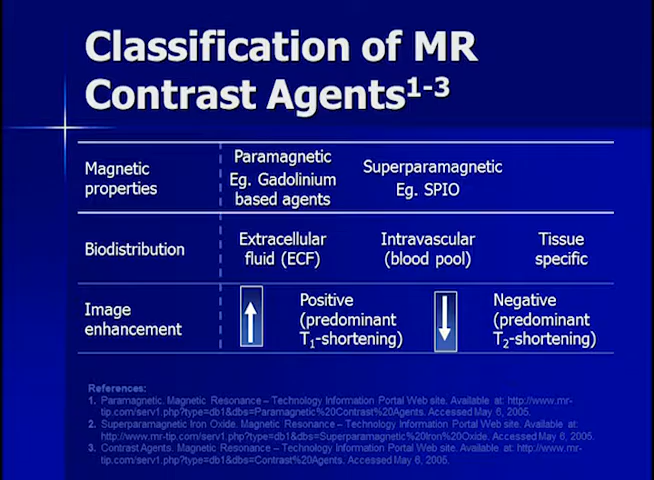 Classification of MR
Contrast Agents1-3
Magnetic
properties
Paramagnetic
Eg. Gadolinium
based agents
Superparamagnetic
Eg. SPIO
Biodistribution
Extracellular
fluid (ECF)
Intravascular
(blood pool)
Tissue
specific
Image
enhancement
Positive
(predominant
T1-shortening)
Negative
(predominant
T2-shortening)
References:
1. Paramagnetic. Magnetic Resonance – Technology Information Portal Web site. Available at: http://www.mr-
tip.com/serv1.php?type=db1&dbs=Paramagnetic%20Contrast%20Agents. Accessed May 6, 2005.
2. Superparamagnetic Iron Oxide. Magnetic Resonance – Technology Information Portal Web site. Available at:
http://www.mr-tip.com/serv1.php?type=db1&dbs=Superparamagnetic%20Iron%20Oxide. Accessed May 6, 2005.
3. Contrast Agents. Magnetic Resonance – Technology Information Portal Web site. Available at: http://www.mr-
tip.com/serv1.php?type=db1&dbs=Contrast%20Agents. Accessed May 6, 2005.